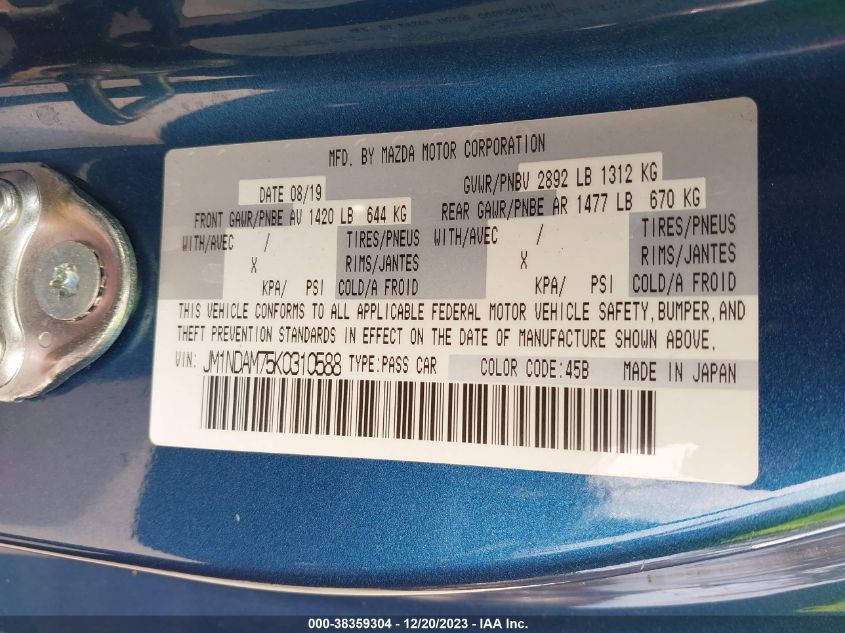 MFD. BY MAZDA MOTOR CORPORATION
DATE 08/19 GVWR/PNBV 2892 LB 1312 KG
FRONT GAWR/PNBE AV 1420 LB 644 KG REAR GAWR/PNBE AR 1477 LB 670 KG
WITH/AVEC / TIRES/PNEUS WITH/AVEC / TIRES/PNEUS
X RIMS/JANTES X RIMS/JANTES
KPA/ PSI COLD/A FROID KPA/ PSI COLD/A FROID
THIS VEHICLE CONFORMS TO ALL APPLICABLE FEDERAL MOTOR VEHICLE SAFETY, BUMPER, AND
THEFT PREVENTION STANDARDS IN EFFECT ON THE DATE OF MANUFACTURE SHOWN ABOVE.
VIN: JM1NDAM75K0310588 TYPE: PASS CAR COLOR CODE: 45B MADE IN JAPAN
000-38359304 - 12/20/2023 - IAA Inc.